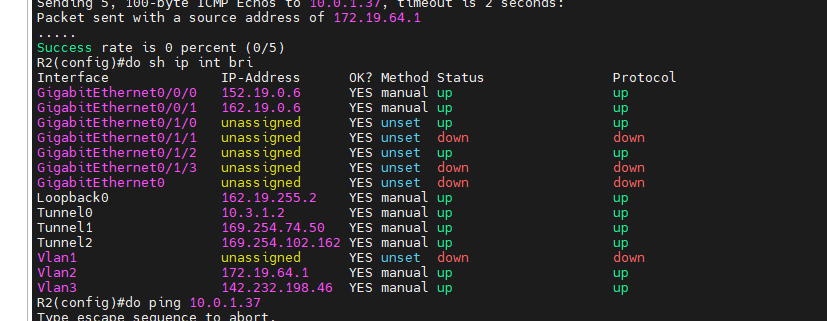 Sending 5, 100-byte ICMP Echos to 10.0.1.37, timeout is 2 seconds:
Packet sent with a source address of 172.19.64.1
.....
Success rate is 0 percent (0/5)
R2(config)#do sh ip int bri
Interface              IP-Address      OK? Method Status                Protocol
GigabitEthernet0/0/0   152.19.0.6      YES manual up                    up
GigabitEthernet0/0/1   162.19.0.6      YES manual up                    up
GigabitEthernet0/1/0   unassigned      YES unset  up                    up
GigabitEthernet0/1/1   unassigned      YES unset  down                  down
GigabitEthernet0/1/2   unassigned      YES unset  up                    up
GigabitEthernet0/1/3   unassigned      YES unset  down                  down
GigabitEthernet0       unassigned      YES unset  down                  down
Loopback0              162.19.255.2    YES manual up                    up
Tunnel0                10.3.1.2        YES manual up                    up
Tunnel1                169.254.74.50   YES manual up                    up
Tunnel2                169.254.102.162 YES manual up                    up
Vlan1                  unassigned      YES unset  down                  down
Vlan2                  172.19.64.1     YES manual up                    up
Vlan3                  142.232.198.46  YES manual up                    up
R2(config)#do ping 10.0.1.37
Type escape sequence to abort.